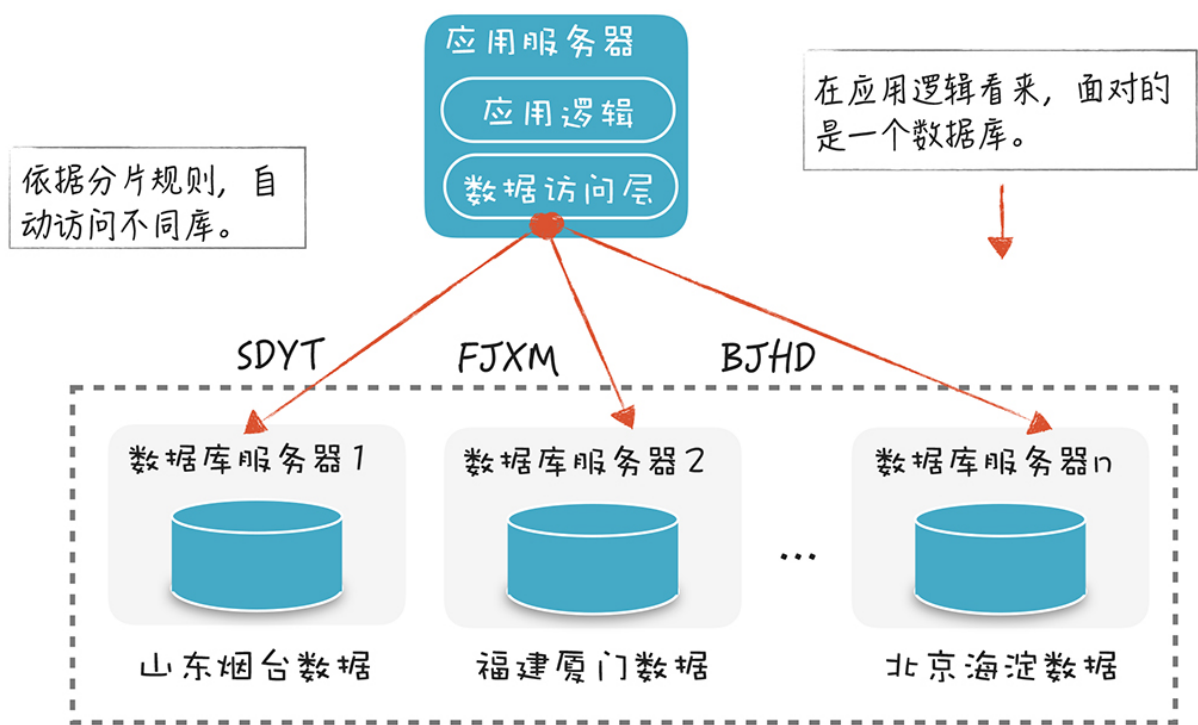 应用服务器
应用逻辑
数据访问层
在应用逻辑看来，面对的
是一个数据库。
依据分片规则，自
动访问不同库。
SDYT
FJXM
BJHD
数据库服务器1
数据库服务器2
数据库服务器n
...
山东烟台数据
福建厦门数据
北京海淀数据